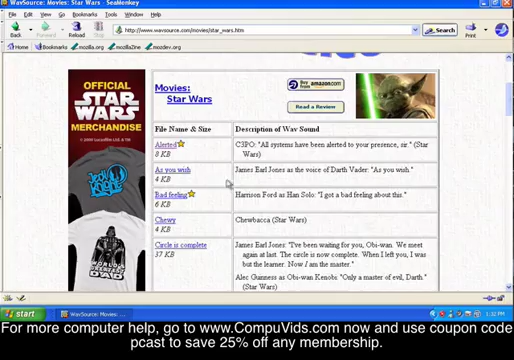 WavSource: Movies: Star Wars - SeaMonkey
File Edit View Go Bookmarks Tools Window Help
Back Forward Reload Stop
http://www.wavsource.com/movies/star_wars.htm
Search
Print
Home Bookmarks mozilla.org mozillaZine mozdev.org
OFFICIAL
STAR
WARS
MERCHANDISE
Movies:
Star Wars
Buy from amazon.com
Read a Review
File Name & Size Description of Wav Sound
Alerted
8 KB
C3PO: "All systems have been alerted to your presence, sir." (Star
Wars)
As you wish
4 KB
James Earl Jones as the voice of Darth Vader: "As you wish."
Bad feeling
6 KB
Harrison Ford as Han Solo: "I got a bad feeling about this."
Chewy
4 KB
Chewbacca (Star Wars)
Circle is complete
37 KB
James Earl Jones: "I've been waiting for you, Obi-wan. We meet
again at last. The circle is now complete. When I left you, I was
but the learner. Now I am the master."
Alec Guinness as Obi-wan Kenobi: "Only a master of evil, Darth."
(Star Wars)
DAD
start
WavSource: Movies: ...
1:32 PM
For more computer help, go to www.CompuVids.com now and use coupon code
pcast to save 25% off any membership.